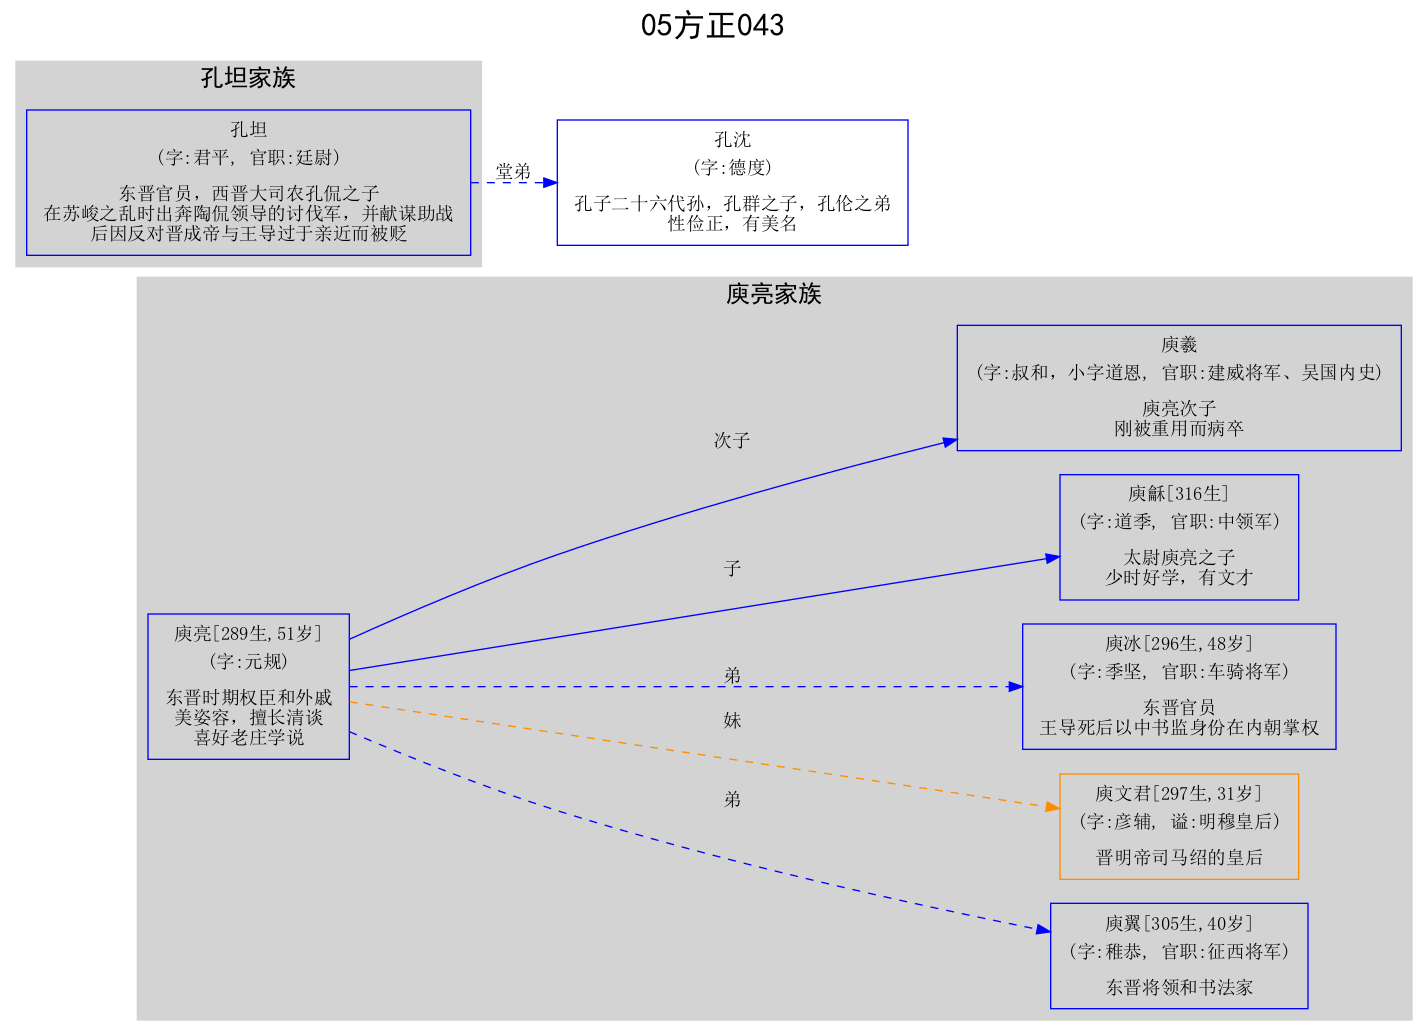 05方正043
孔坦家族
孔坦
(字:君平, 官职:廷尉)
东晋官员，西晋大司农孔侃之子
在苏峻之乱时出奔陶侃领导的讨伐军，并献谋助战
后因反对晋成帝与王导过于亲近而被贬
堂弟
孔沈
(字:德度)
孔子二十六代孙，孔群之子，孔伦之弟
性俭正，有美名
庾亮家族
庾亮[289生,51岁]
(字:元规)
东晋时期权臣和外戚
美姿容，擅长清谈
喜好老庄学说
次子
子
弟
妹
弟
庾羲
(字:叔和，小字道恩, 官职:建威将军、吴国内史)
庾亮次子
刚被重用而病卒
庾龢[316生]
(字:道季, 官职:中领军)
太尉庾亮之子
少时好学，有文才
庾冰[296生,48岁]
(字:季坚, 官职:车骑将军)
东晋官员
王导死后以中书监身份在内朝掌权
庾文君[297生,31岁]
(字:彦辅, 谥:明穆皇后)
晋明帝司马绍的皇后
庾翼[305生,40岁]
(字:稚恭, 官职:征西将军)
东晋将领和书法家